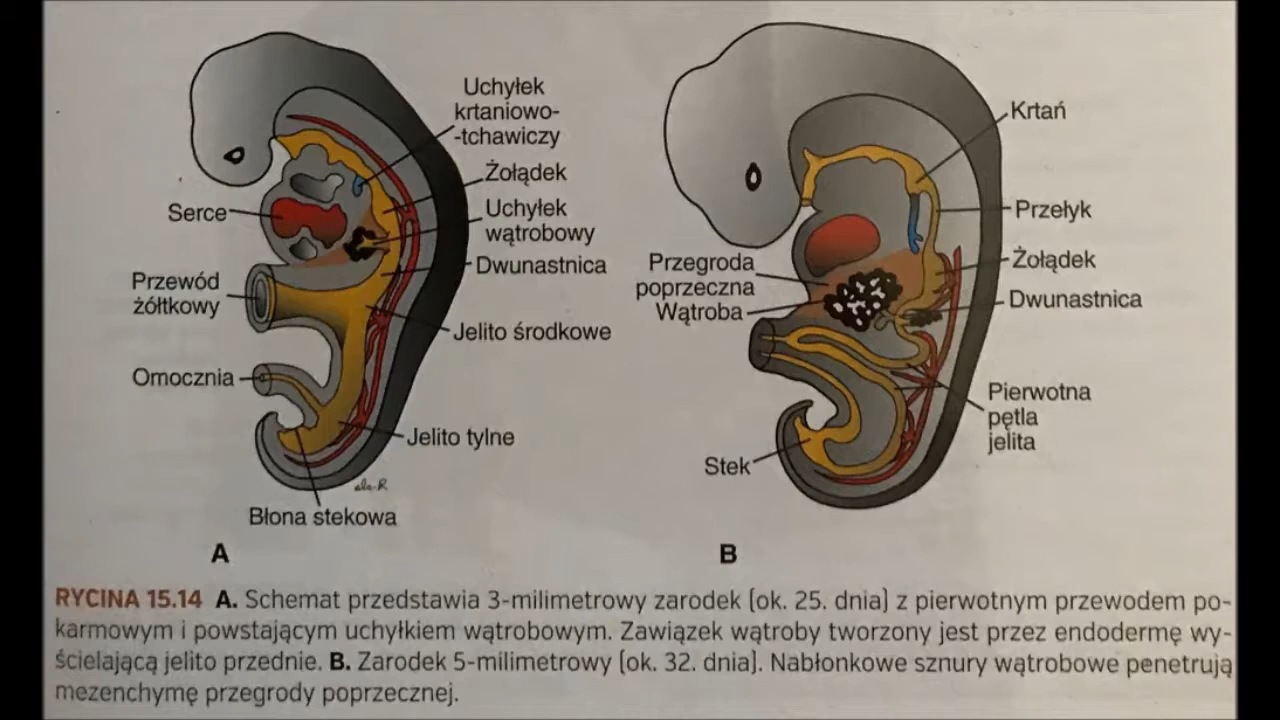 Uchyłek
krtaniowo-
-tchawiczy
Żołądek
Uchyłek
wątrobowy
Dwunastnica
Jelito środkowe
Jelito tylne
Serce
Przewód
żółtkowy
Omocznia
Błona stekowa
A
Krtań
Przełyk
Żołądek
Dwunastnica
Pierwotna
pętla
jelita
Przegroda
poprzeczna
Wątroba
Stek
B
RYCINA 15.14 A. Schemat przedstawia 3-milimetrowy zarodek (ok. 25. dnia) z pierwotnym przewodem po-
karmowym i powstającym uchyłkiem wątrobowym. Zawiązek wątroby tworzony jest przez endodermę wy-
ścielającą jelito przednie. B. Zarodek 5-milimetrowy (ok. 32. dnia). Nabłonkowe sznury wątrobowe penetrują
mezenchymę przegrody poprzecznej.